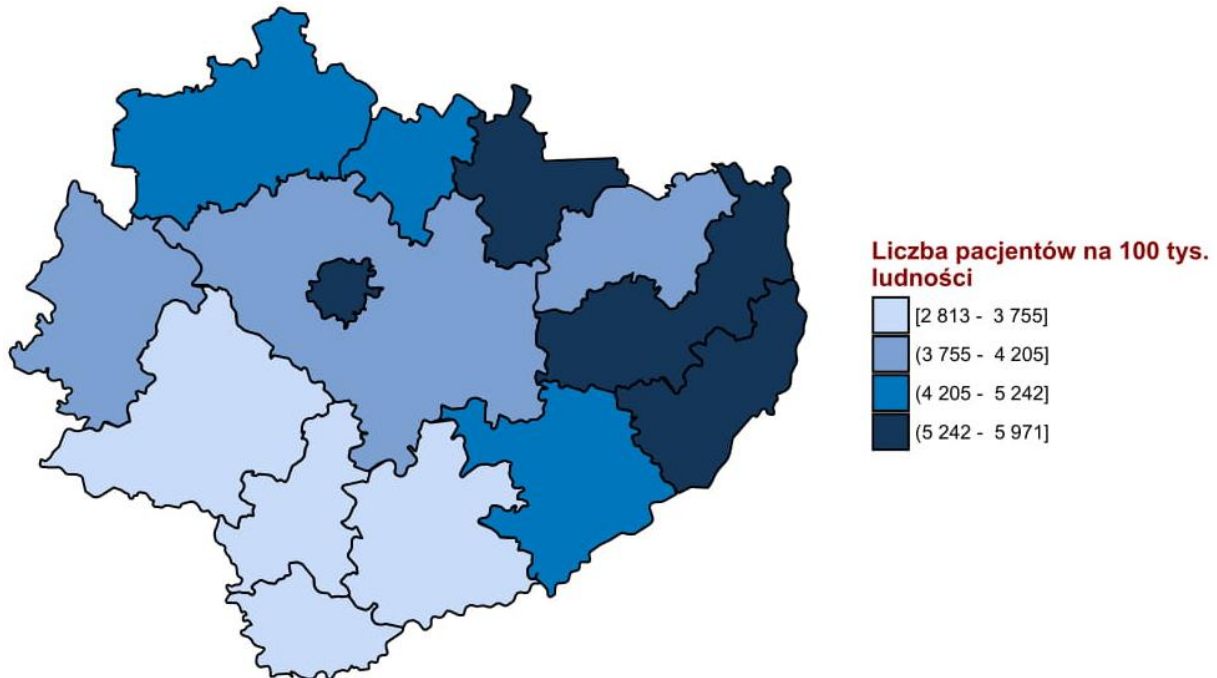 Liczba pacjentów na 100 tys.
ludności
[2 813 - 3 755]
(3 755 - 4 205]
(4 205 - 5 242]
(5 242 - 5 971]